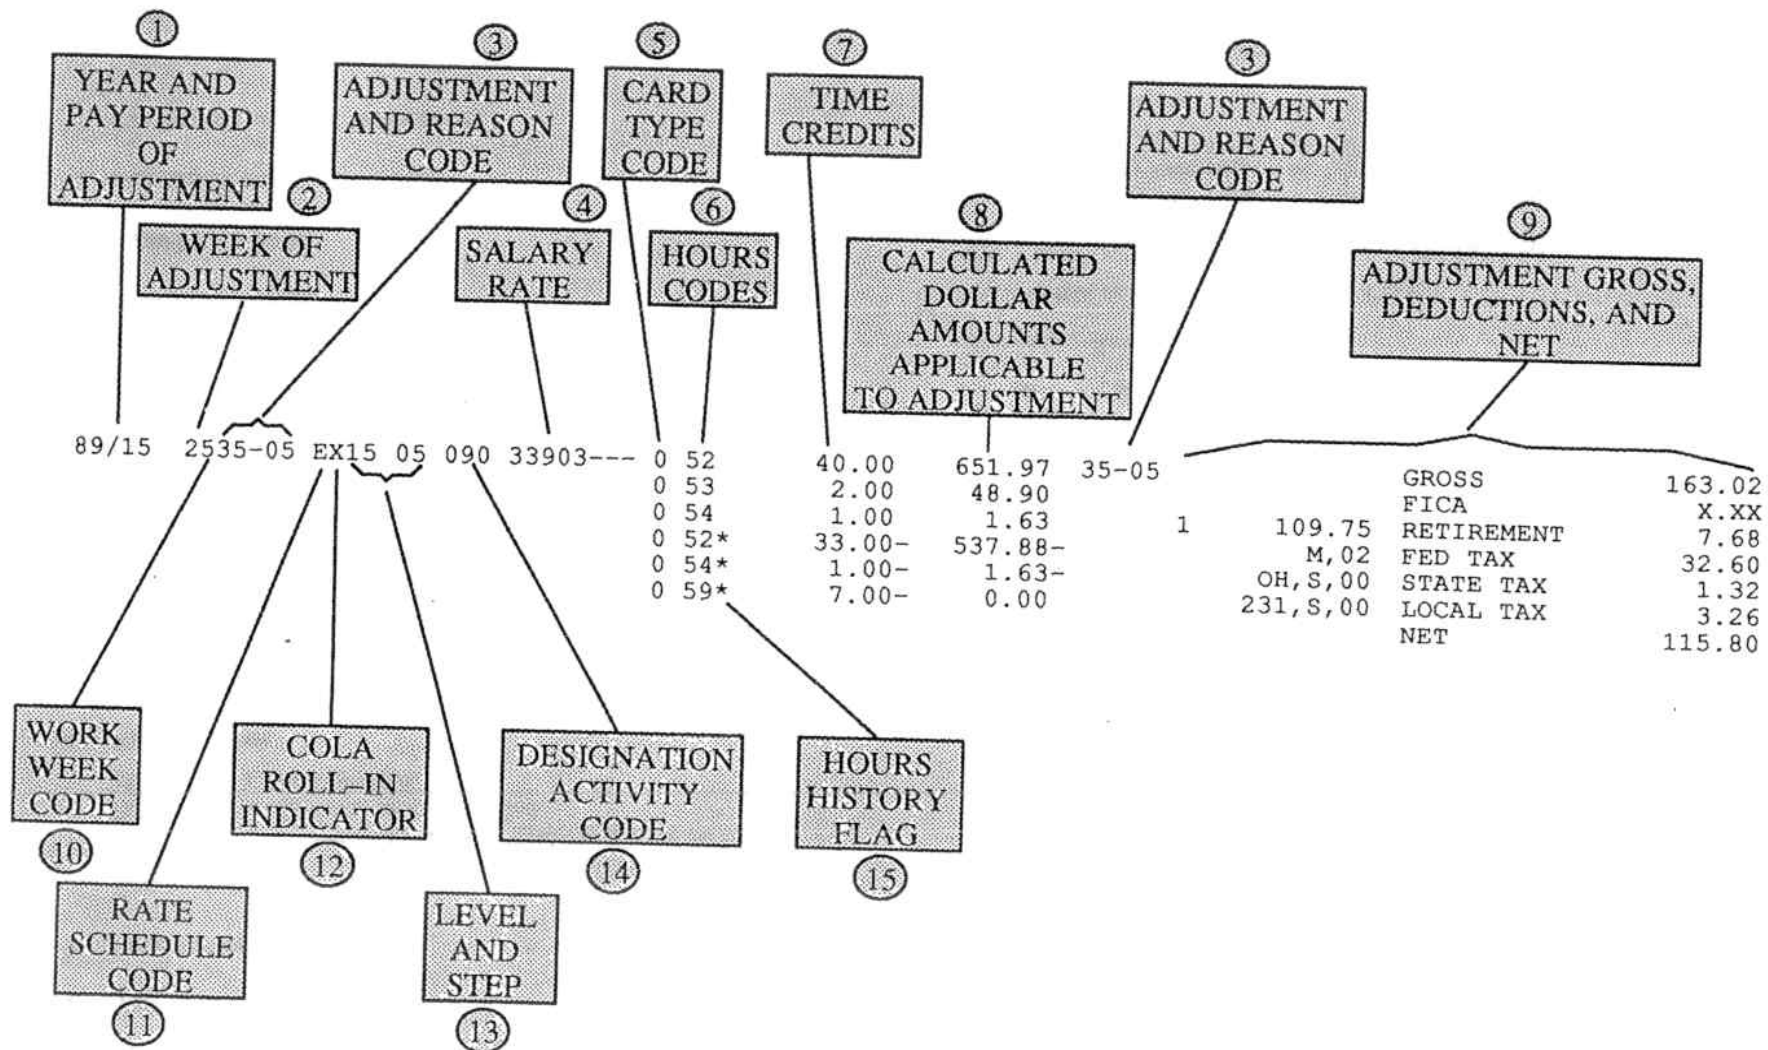 1
YEAR AND
PAY PERIOD
OF
ADJUSTMENT
3
ADJUSTMENT
AND REASON
CODE
5
CARD
TYPE
CODE
7
TIME
CREDITS
3
ADJUSTMENT
AND REASON
CODE
2
WEEK OF
ADJUSTMENT
4
SALARY
RATE
6
HOURS
CODES
8
CALCULATED
DOLLAR
AMOUNTS
APPLICABLE
TO ADJUSTMENT
9
ADJUSTMENT GROSS,
DEDUCTIONS, AND
NET
89/15 2535-05 EX15 05 090 33903--- 0 52 40.00 651.97 35-05
0 53 2.00 48.90
0 54 1.00 1.63
0 52* 33.00- 537.88-
0 54* 1.00- 1.63-
0 59* 7.00- 0.00
GROSS 163.02
FICA X.XX
1 109.75 RETIREMENT 7.68
M,02 FED TAX 32.60
OH,S,00 STATE TAX 1.32
231,S,00 LOCAL TAX 3.26
NET 115.80
WORK
WEEK
CODE
10
COLA
ROLL-IN
INDICATOR
12
DESIGNATION
ACTIVITY
CODE
14
HOURS
HISTORY
FLAG
15
RATE
SCHEDULE
CODE
11
LEVEL
AND
STEP
13